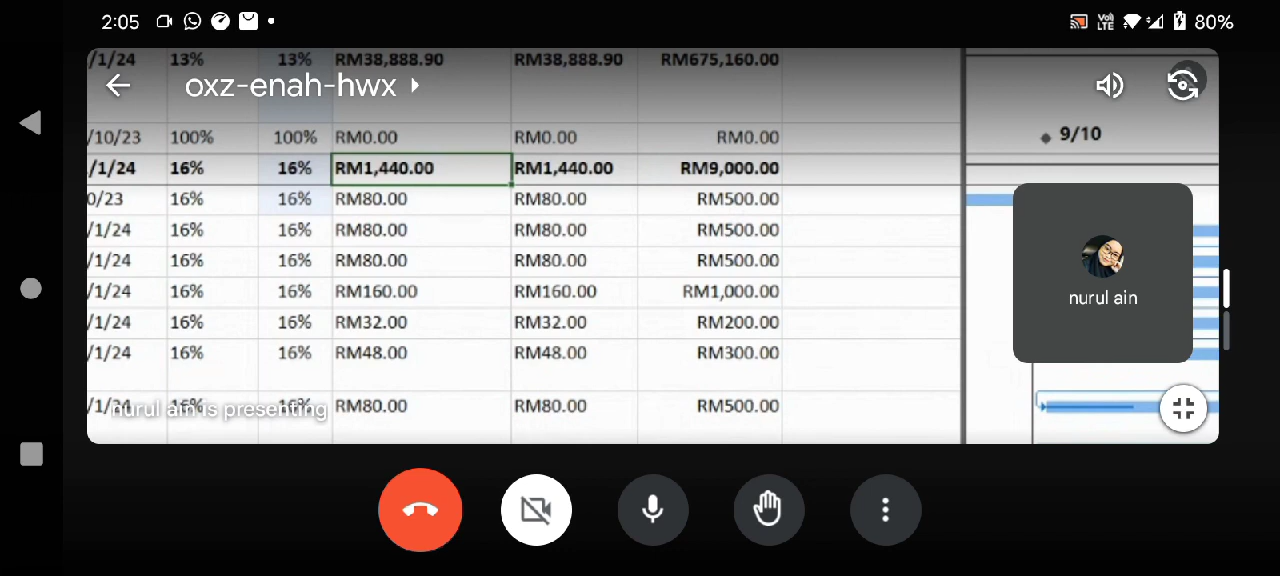 2:05 VoI) LTE 80%
/1/24 13% 13% RM38,888.90 RM38,888.90 RM675,160.00
oxz-enah-hwx
/10/23 100% 100% RM0.00 RM0.00 RM0.00 9/10
/1/24 16% 16% RM1,440.00 RM1,440.00 RM9,000.00
0/23 16% 16% RM80.00 RM80.00 RM500.00
/1/24 16% 16% RM80.00 RM80.00 RM500.00
/1/24 16% 16% RM80.00 RM80.00 RM500.00
/1/24 16% 16% RM160.00 RM160.00 RM1,000.00
nurul ain
/1/24 16% 16% RM32.00 RM32.00 RM200.00
/1/24 16% 16% RM48.00 RM48.00 RM300.00
/1/24 16% 16% RM80.00 RM80.00 RM500.00
nurul ain is presenting